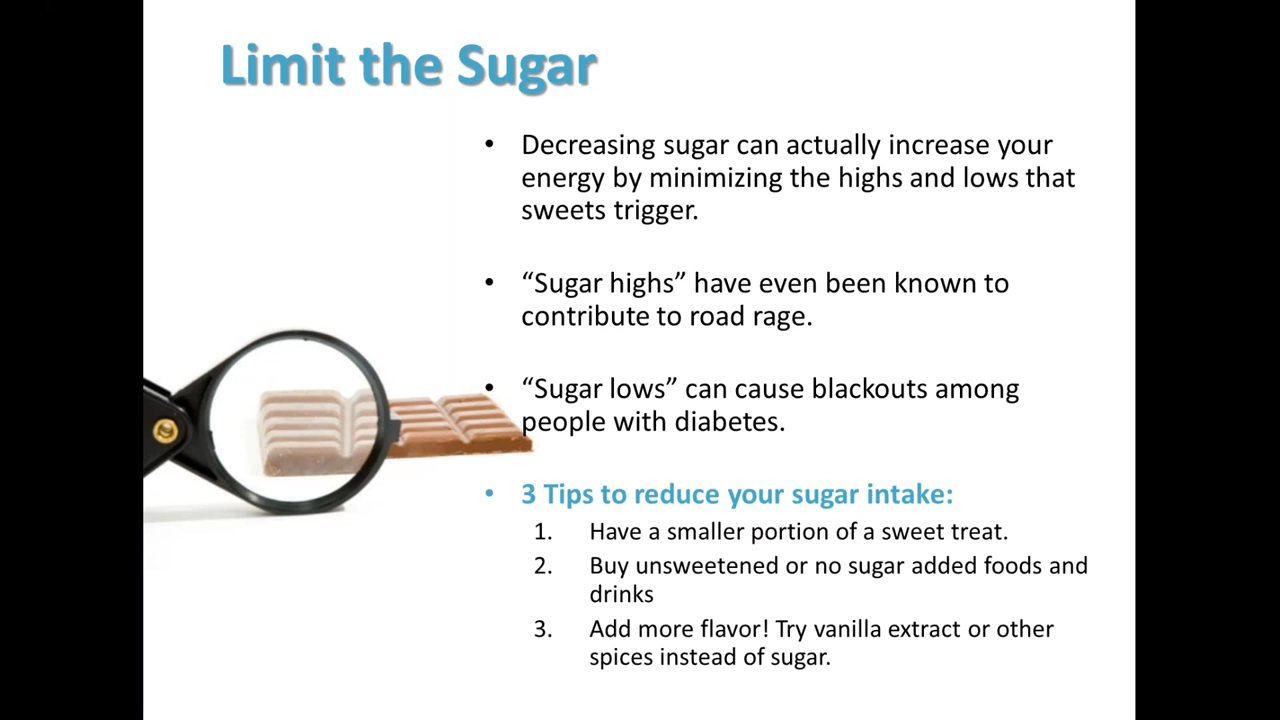 Limit the Sugar
• Decreasing sugar can actually increase your
energy by minimizing the highs and lows that
sweets trigger.
• “Sugar highs” have even been known to
contribute to road rage.
• “Sugar lows” can cause blackouts among
people with diabetes.
• 3 Tips to reduce your sugar intake:
1. Have a smaller portion of a sweet treat.
2. Buy unsweetened or no sugar added foods and
drinks
3. Add more flavor! Try vanilla extract or other
spices instead of sugar.